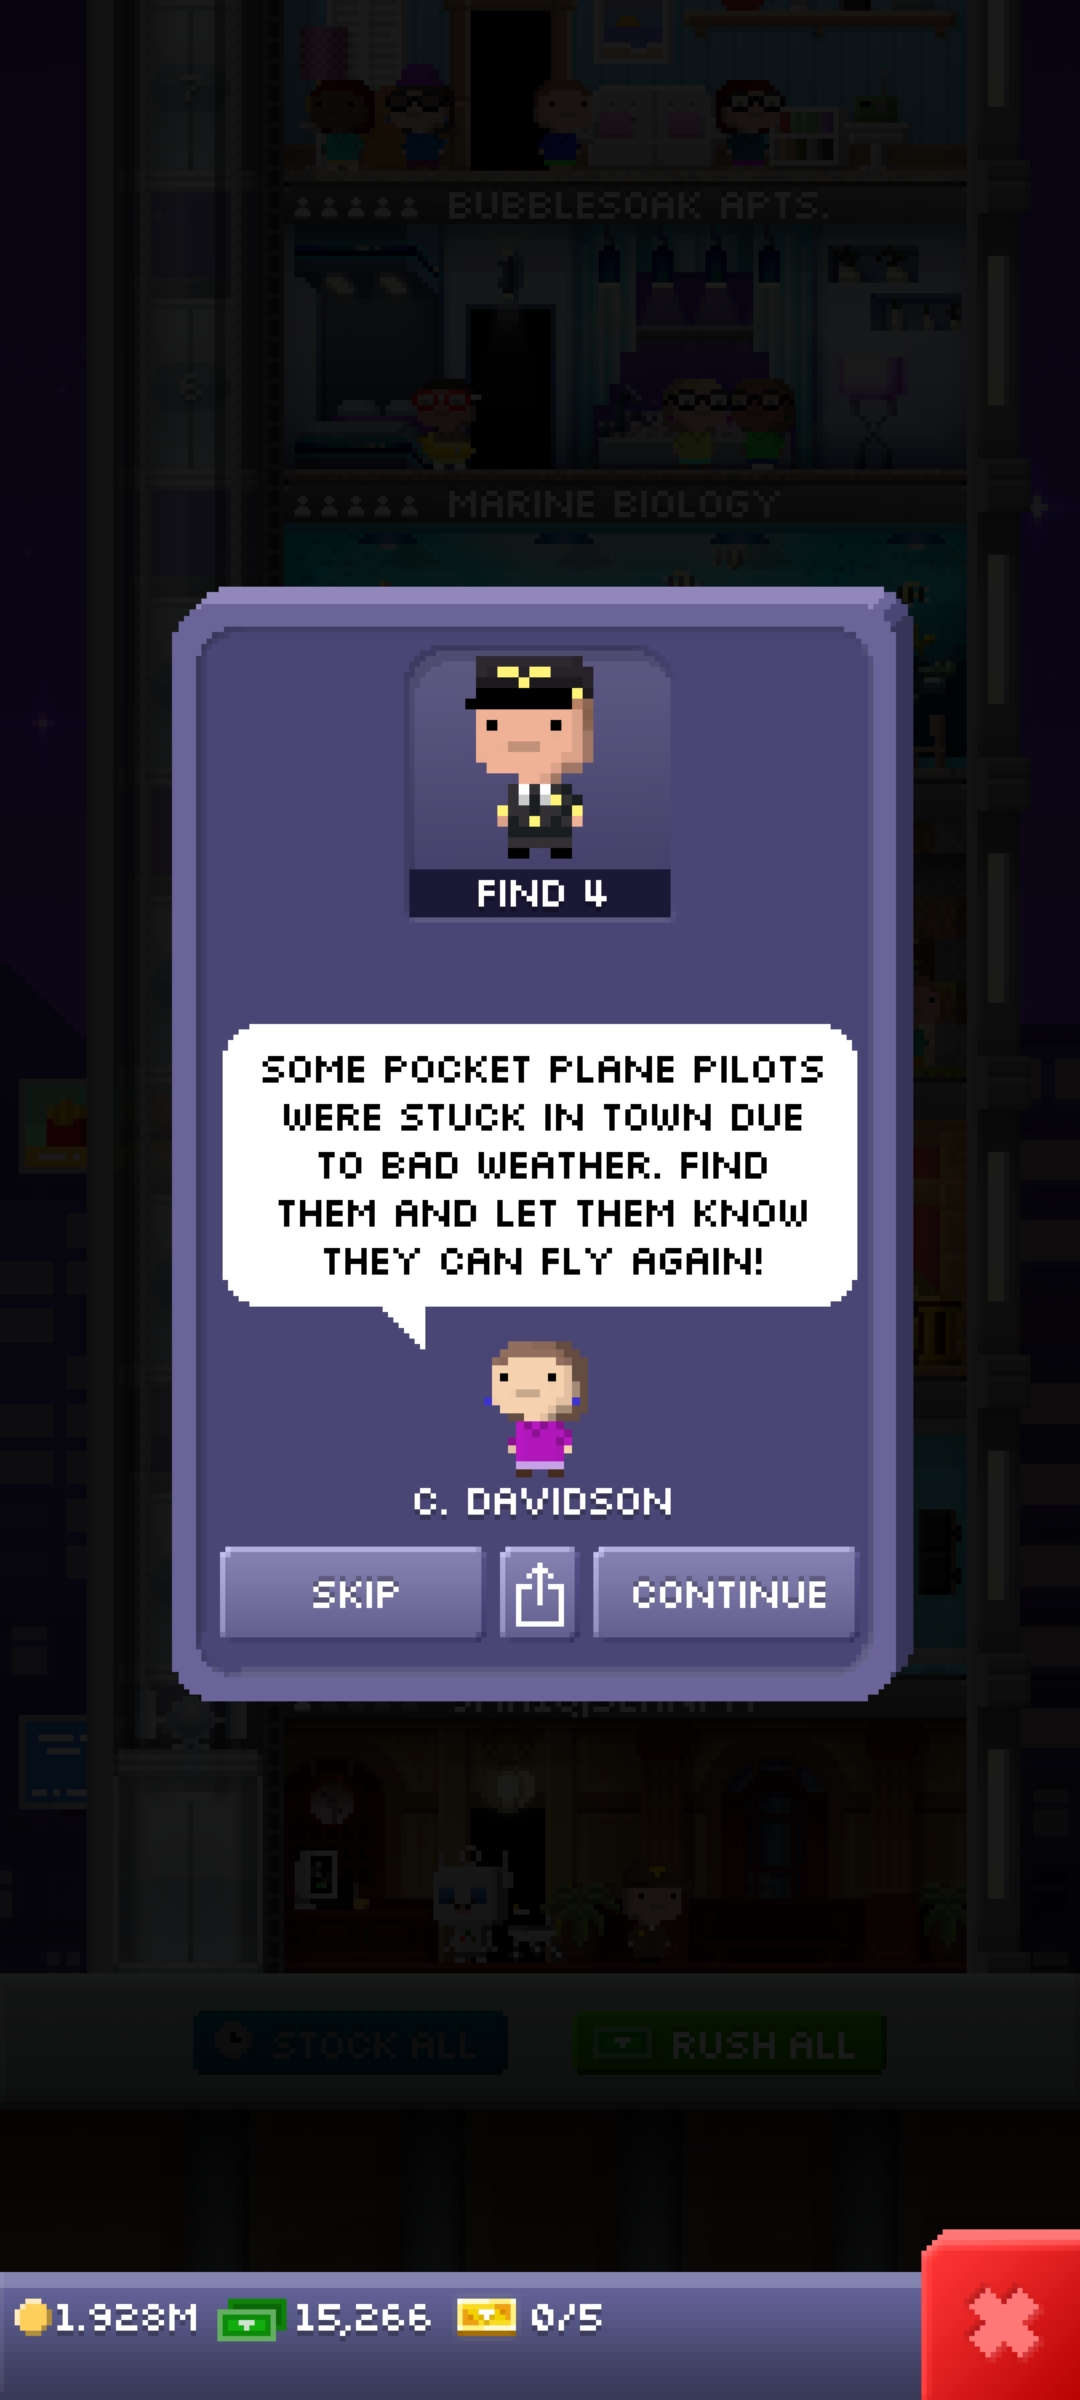 7
BUBBLESOAK APTS.
6
MARINE BIOLOGY
FIND 4
SOME POCKET PLANE PILOTS
WERE STUCK IN TOWN DUE
TO BAD WEATHER. FIND
THEM AND LET THEM KNOW
THEY CAN FLY AGAIN!
C. DAVIDSON
SKIP
CONTINUE
STOCK ALL
RUSH ALL
1.928M
15,266
0/5